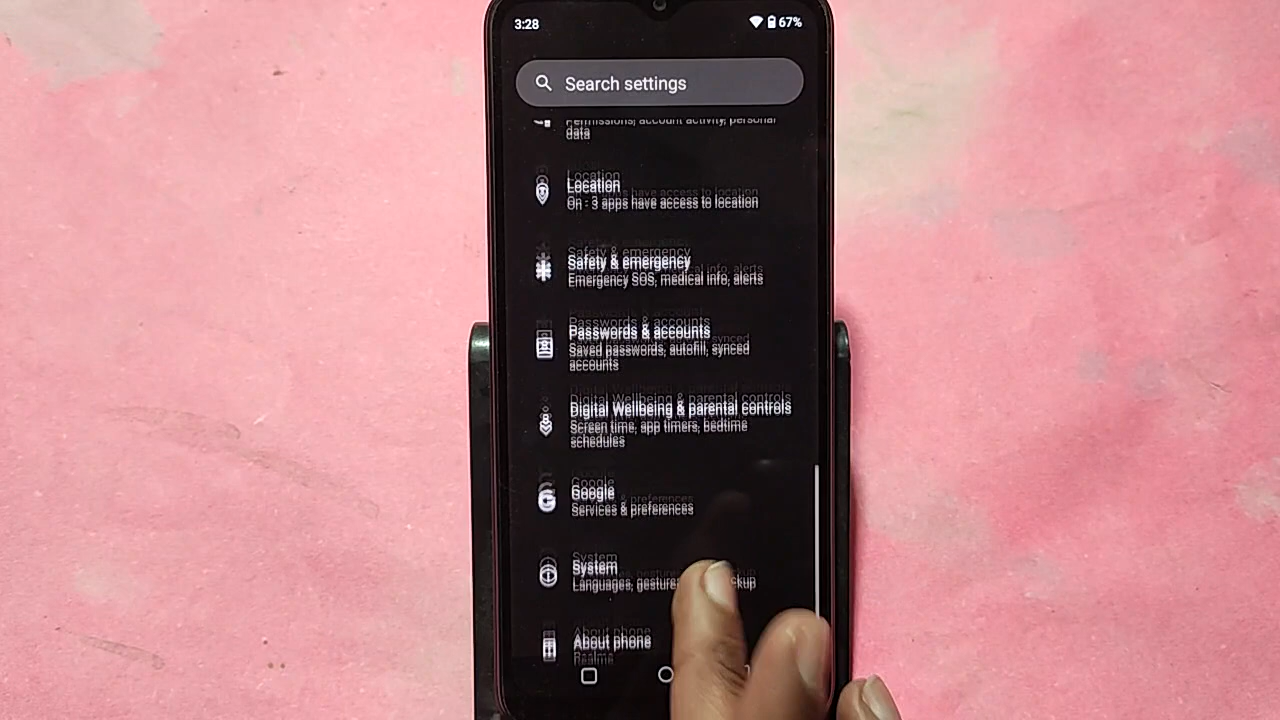 3:28
67%
Search settings
Permissions, account activity, personal
data
Location
On - 3 apps have access to location
Safety & emergency
Emergency SOS, medical info, alerts
Passwords & accounts
Saved passwords, autofill, synced
accounts
Digital Wellbeing & parental controls
Screen time, app timers, bedtime
schedules
Google
Services & preferences
System
Languages,
About phone
Realme